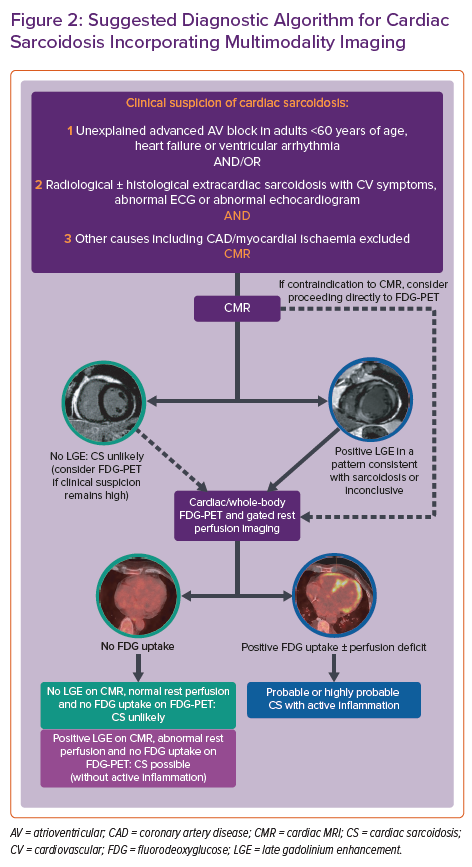 Figure 2: Suggested Diagnostic Algorithm for Cardiac
Sarcoidosis Incorporating Multimodality Imaging
Clinical suspicion of cardiac sarcoidosis:
1 Unexplained advanced AV block in adults <60 years of age,
heart failure or ventricular arrhythmia
AND/OR
2 Radiological ± histological extracardiac sarcoidosis with CV symptoms,
abnormal ECG or abnormal echocardiogram
AND
3 Other causes including CAD/myocardial ischaemia excluded
CMR
If contraindication to CMR, consider
proceeding directly to FDG-PET
CMR
No LGE: CS unlikely
(consider FDG-PET
if clinical suspicion
remains high)
Positive LGE in a
pattern consistent
with sarcoidosis or
inconclusive
Cardiac/whole-body
FDG-PET and gated rest
perfusion imaging
No FDG uptake
Positive FDG uptake ± perfusion deficit
No LGE on CMR, normal rest perfusion
and no FDG uptake on FDG-PET:
CS unlikely
Probable or highly probable
CS with active inflammation
Positive LGE on CMR, abnormal rest
perfusion and no FDG uptake on
FDG-PET: CS possible
(without active inflammation)
AV = atrioventricular; CAD = coronary artery disease; CMR = cardiac MRI; CS = cardiac sarcoidosis;
CV = cardiovascular; FDG = fluorodeoxyglucose; LGE = late gadolinium enhancement.